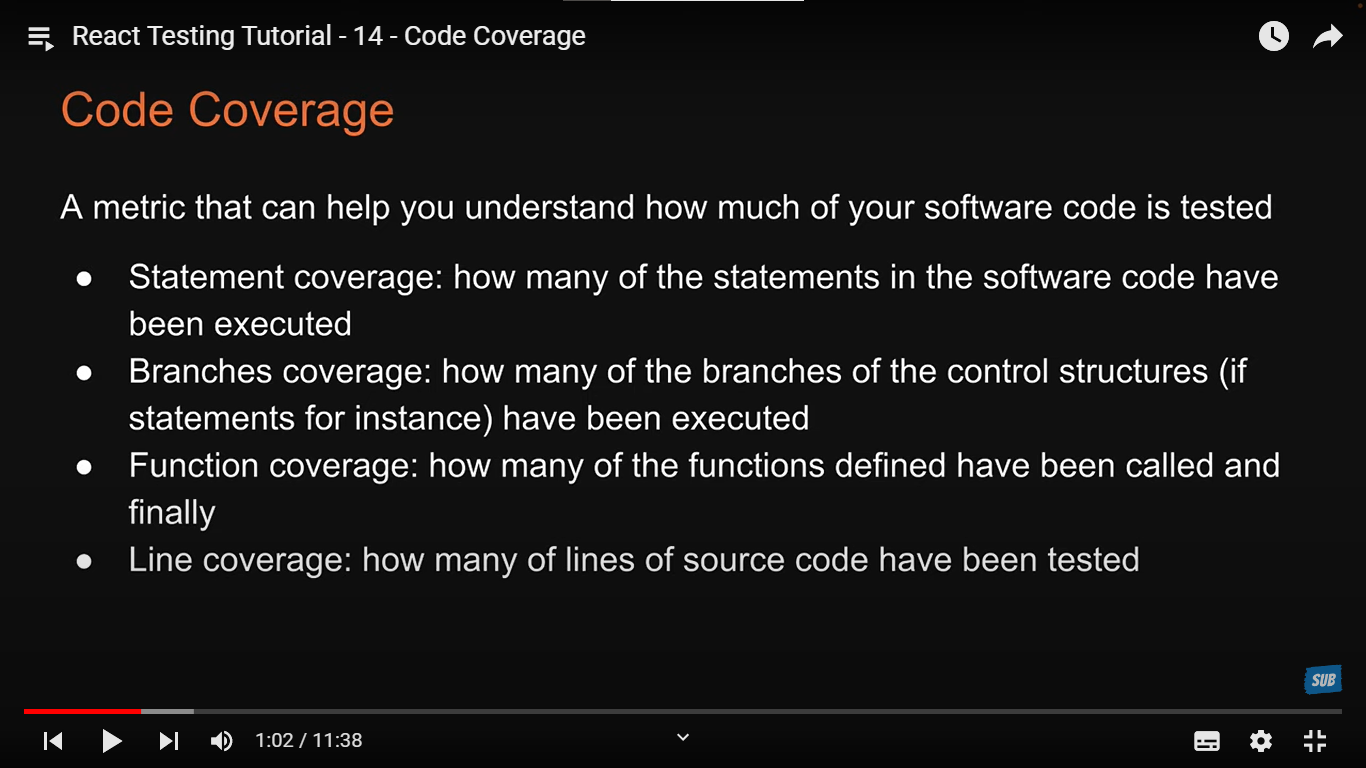 React Testing Tutorial - 14 - Code Coverage
Code Coverage
A metric that can help you understand how much of your software code is tested
● Statement coverage: how many of the statements in the software code have
been executed
● Branches coverage: how many of the branches of the control structures (if
statements for instance) have been executed
● Function coverage: how many of the functions defined have been called and
finally
● Line coverage: how many of lines of source code have been tested
SUB
1:02 / 11:38